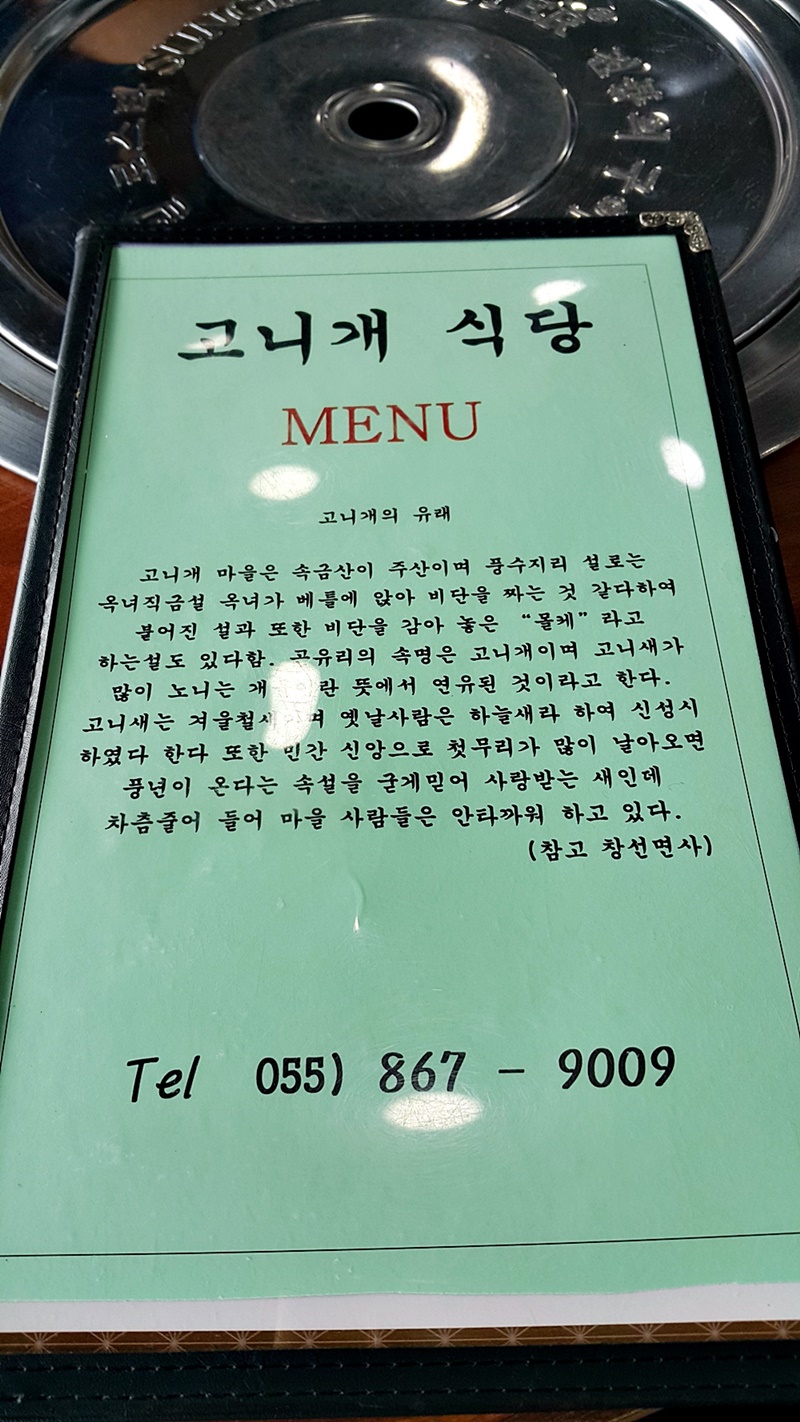 고니개 식당
MENU
고니개의 유래
고니개 마을은 속금산이 주산이며 풍수지리 설로는
옥녀직금설 옥녀가 베틀에 앉아 비단을 짜는 것 같다하여
붙어진 설과 또한 비단을 감아 놓은 “몰케” 라고
하는설도 있다함. 곤유리의 속명은 고니개이며 고니새가
많이 노니는 뜻에서 연유된 것이라고 한다.
고니새는 옛날사람은 하늘새라 하여 신성시
하였다 한다 또한 민간 신앙으로 첫무리가 많이 날아오면
풍년이 온다는 속설을 굳게믿어 사랑받는 새인데
차츰줄어 들어 마을 사람들은 안타까워 하고 있다.
(참고 창선면사)
Tel 055) 867 - 9009